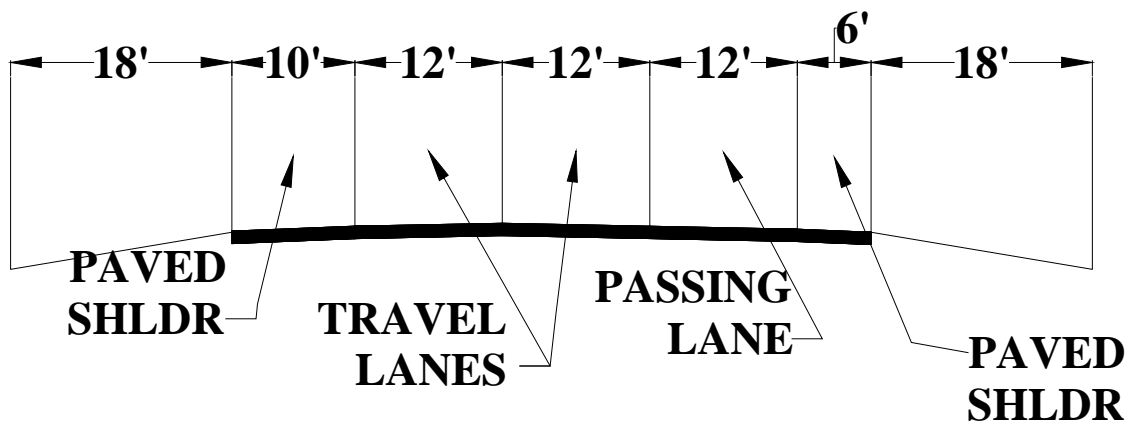 6'
18' 10' 12' 12' 12' 18'
PAVED
SHLDR
TRAVEL
LANES
PASSING
LANE
PAVED
SHLDR